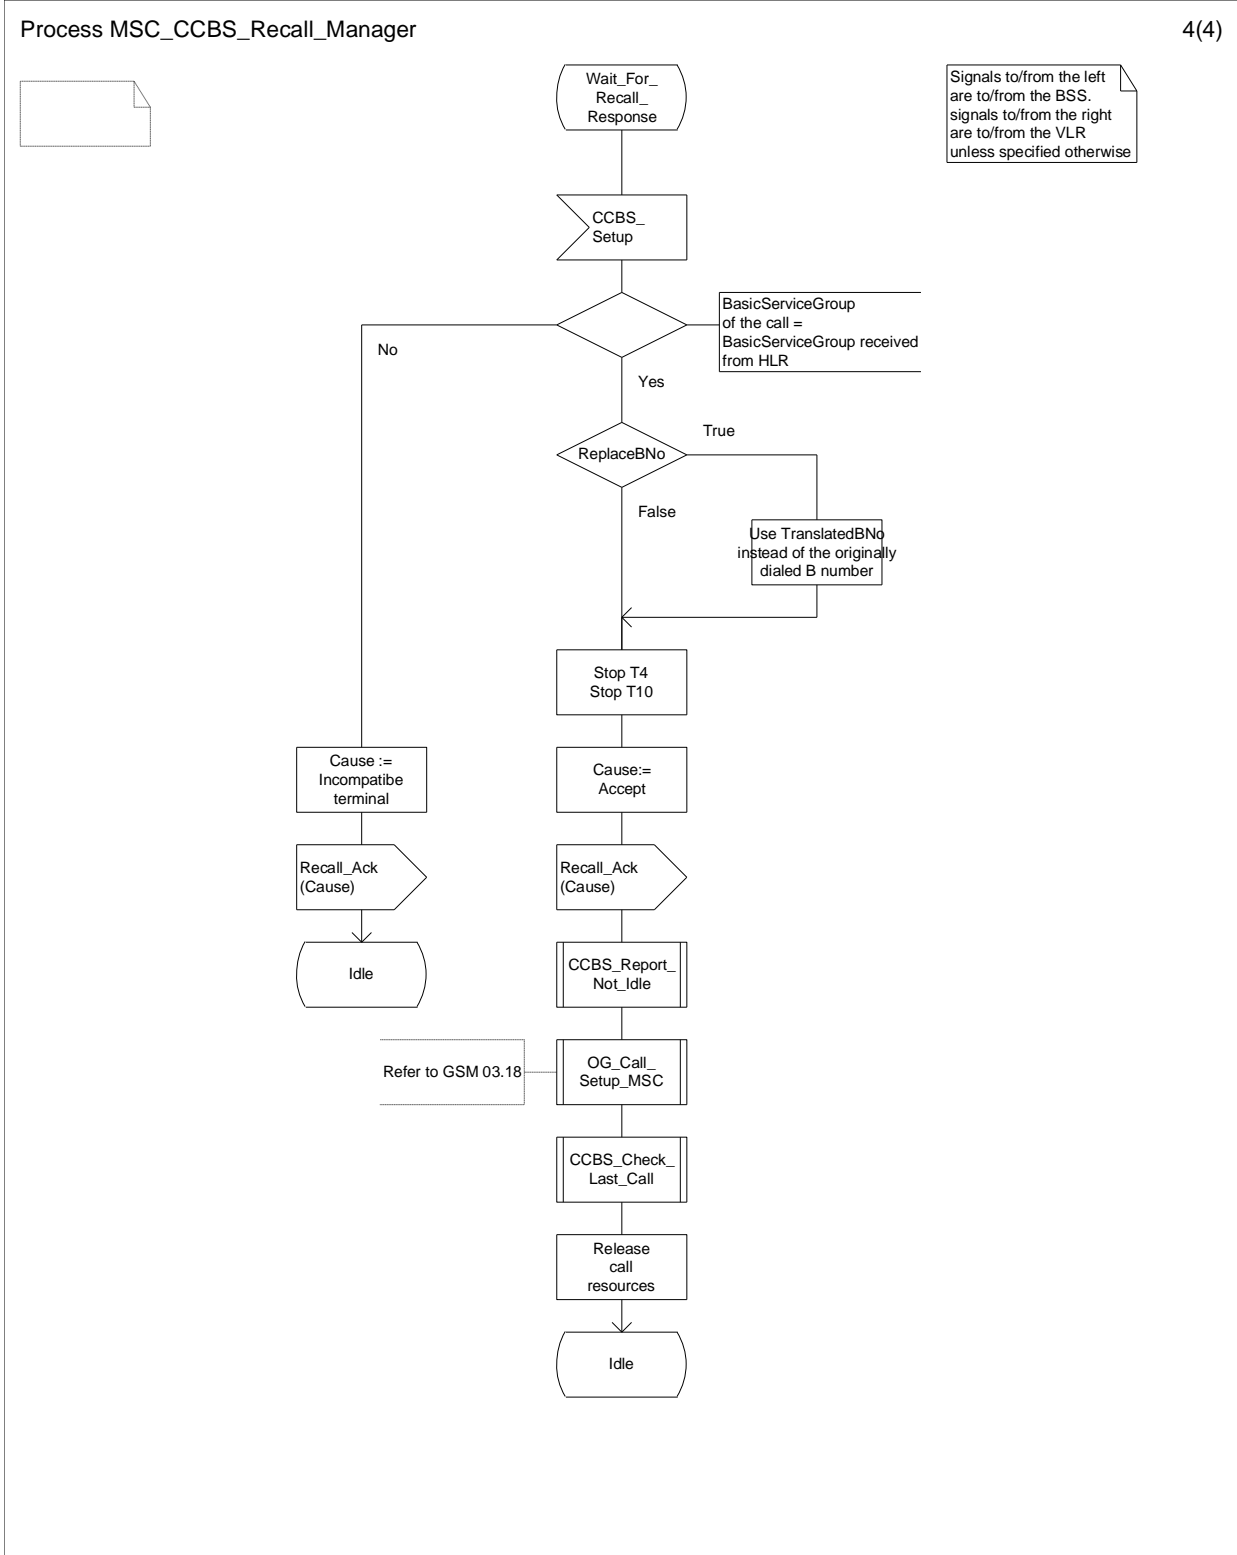 Process MSC_CCBS_Recall_Manager
4(4)
Wait_For_
Recall_
Response
Signals to/from the left
are to/from the BSS.
signals to/from the right
are to/from the VLR
unless specified otherwise
CCBS_
Setup
BasicServiceGroup
of the call =
BasicServiceGroup received
from HLR
No
Yes
ReplaceBNo
True
False
Use TranslatedBNo
instead of the originally
dialed B number
Stop T4
Stop T10
Cause :=
Incompatibe
terminal
Cause:=
Accept
Recall_Ack
(Cause)
Recall_Ack
(Cause)
Idle
CCBS_Report_
Not_Idle
Refer to GSM 03.18
OG_Call_
Setup_MSC
CCBS_Check_
Last_Call
Release
call
resources
Idle